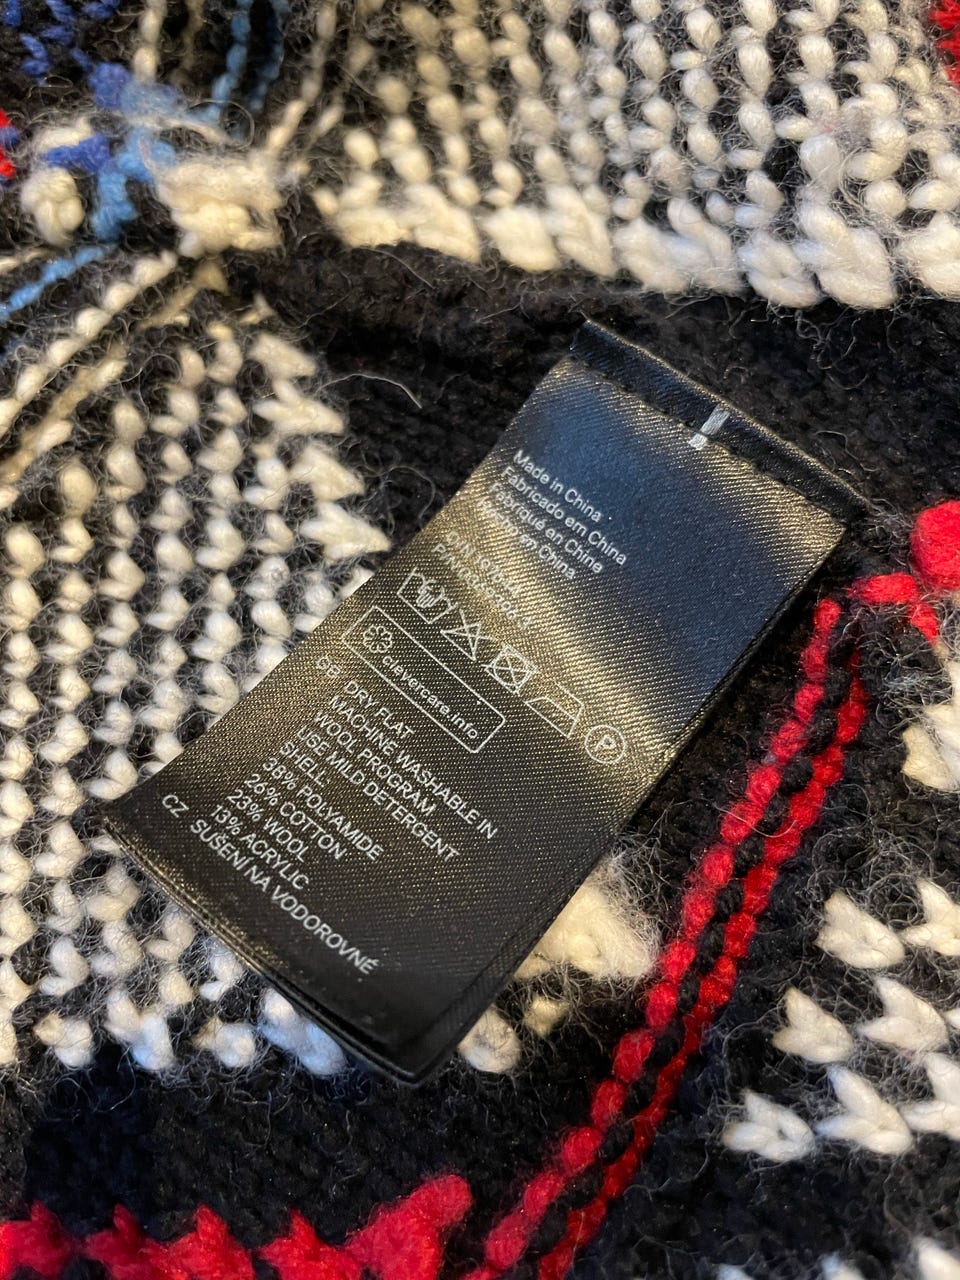 Made in China
Fabricado em China
Fabriqué en Chine
Hecho en China
P
clevercare.info
GB DRY FLAT
MACHINE WASHABLE IN
WOOL PROGRAM
USE MILD DETERGENT
SHELL
38% POLYAMIDE
26% COTTON
23% WOOL
13% ACRYLIC
CZ SUŠENÍ NA VODOROVNÉ